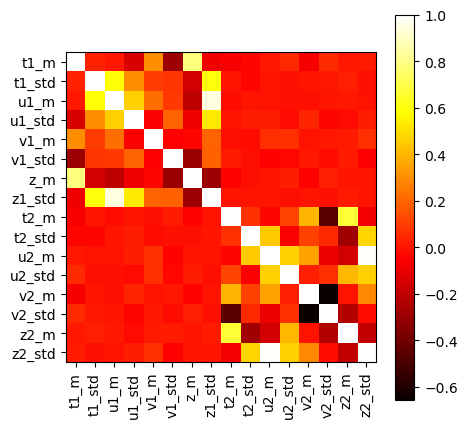 t1_m
t1_std
u1_m
u1_std
v1_m
v1_std
z_m
z1_std
t2_m
t2_std
u2_m
u2_std
v2_m
v2_std
z2_m
z2_std
t1_m t1_std u1_m u1_std v1_m v1_std z_m z1_std t2_m t2_std u2_m u2_std v2_m v2_std z2_m z2_std
1.0
0.8
0.6
0.4
0.2
0.0
−0.2
−0.4
−0.6